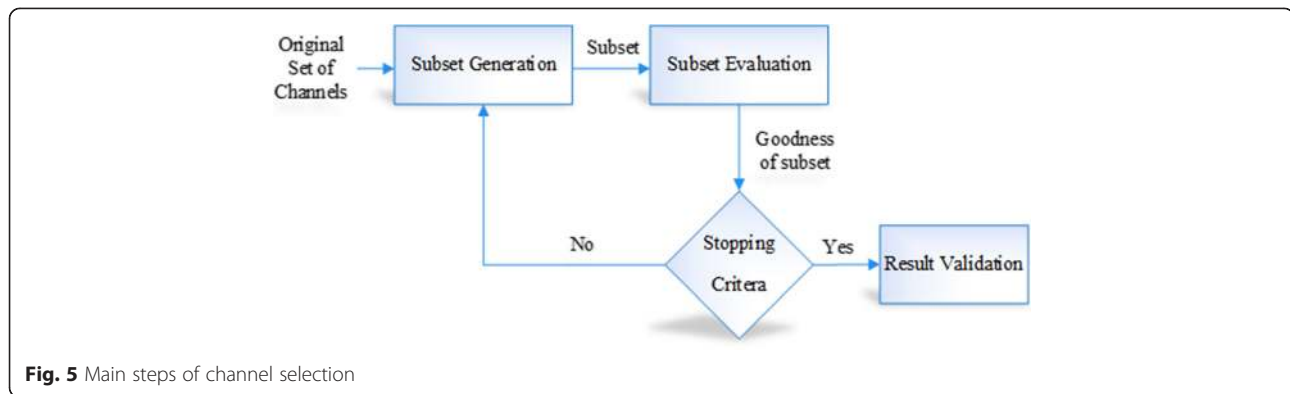 Original
Set of
Channels
Subset Generation
Subset
Subset Evaluation
Goodness
of subset
Stopping
Critera
No
Yes
Result Validation
Fig. 5 Main steps of channel selection